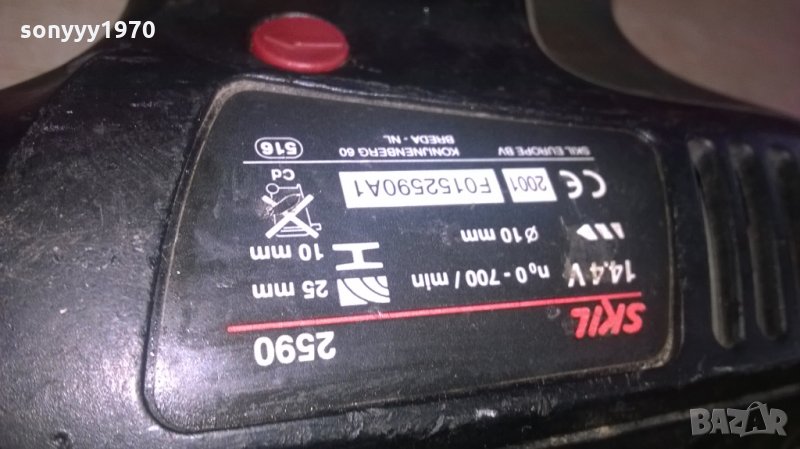 sonyyy1970
SKIL 2590
14.4 V n₀ 0 - 700 / min 25 mm
Ø 10 mm 10 mm
CE 2001 F0152590A1 Cd
SKIL EUROPE BV KONIJNENBERG 60 516
BREDA - NL
BAZAR